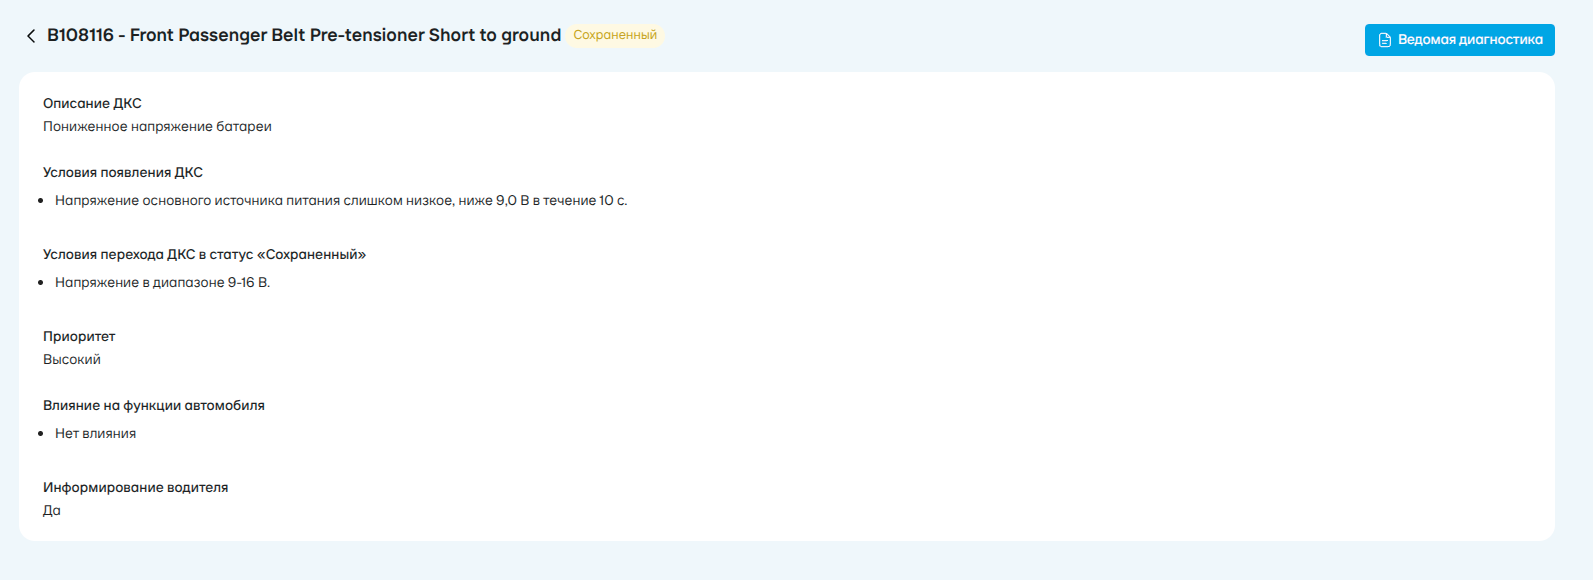 B108116 - Front Passenger Belt Pre-tensioner Short to ground Сохраненный
Ведомая диагностика
Описание ДКС
Пониженное напряжение батареи
Условия появления ДКС
• Напряжение основного источника питания слишком низкое, ниже 9,0 В в течение 10 с.
Условия перехода ДКС в статус «Сохраненный»
• Напряжение в диапазоне 9-16 В.
Приоритет
Высокий
Влияние на функции автомобиля
• Нет влияния
Информирование водителя
Да